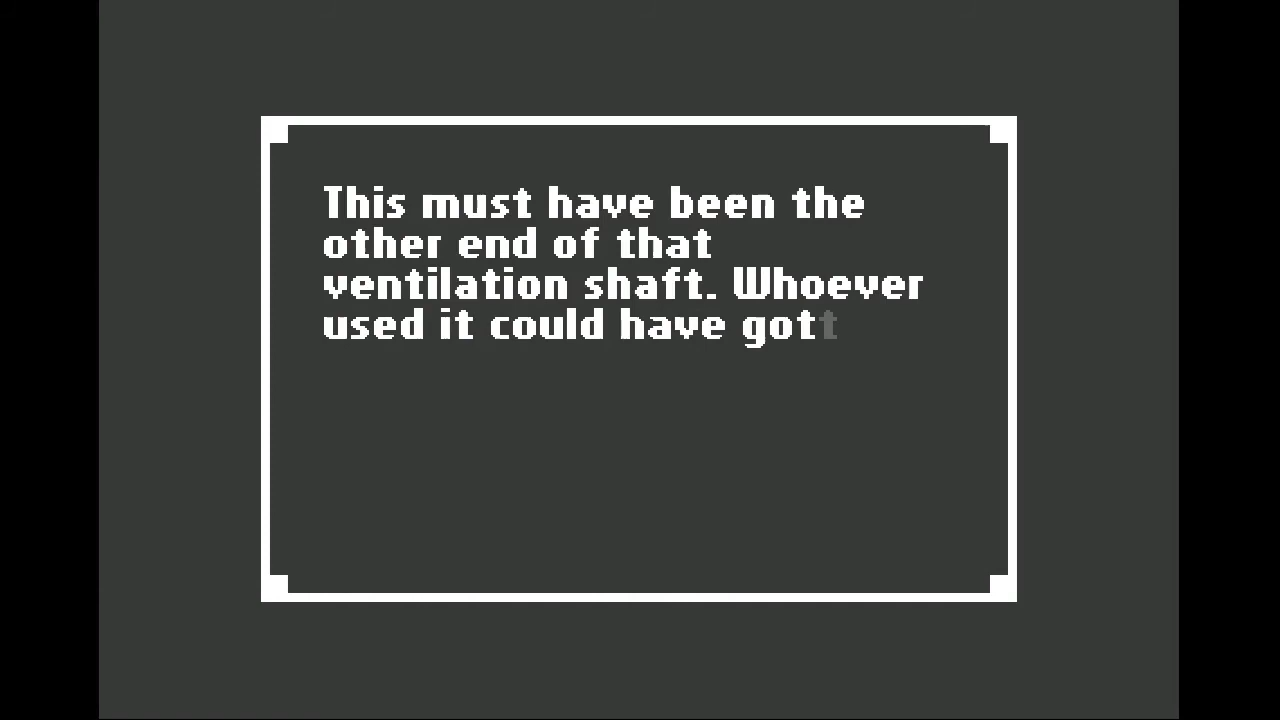 This must have been the
other end of that
ventilation shaft. Whoever
used it could have gott